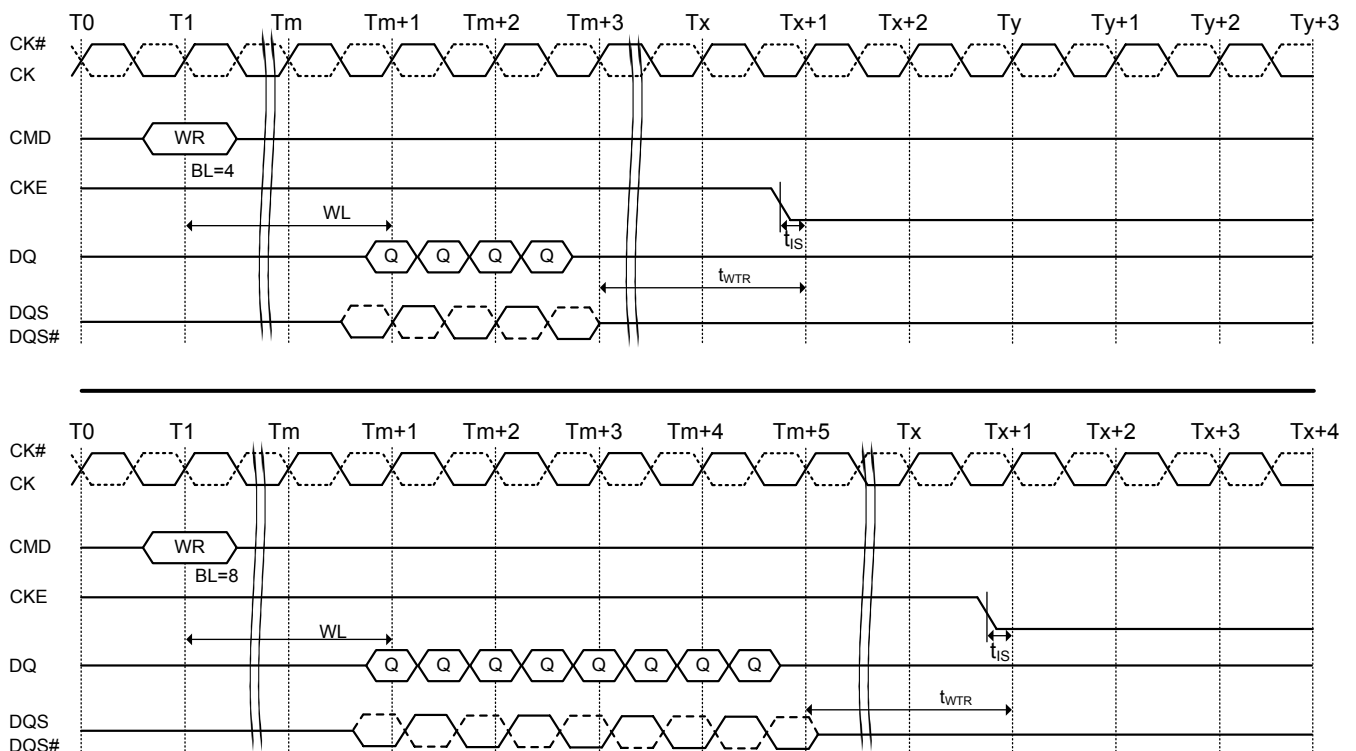 T0 T1 Tm Tm+1 Tm+2 Tm+3 Tx Tx+1 Tx+2 Ty Ty+1 Ty+2 Ty+3
CK#
CK
CMD WR
BL=4
CKE
WL
tIS
DQ Q Q Q Q
tWTR
DQS
DQS#
T0 T1 Tm Tm+1 Tm+2 Tm+3 Tm+4 Tm+5 Tx Tx+1 Tx+2 Tx+3 Tx+4
CK#
CK
CMD WR
BL=8
CKE
WL
tIS
DQ Q Q Q Q Q Q Q Q
tWTR
DQS
DQS#